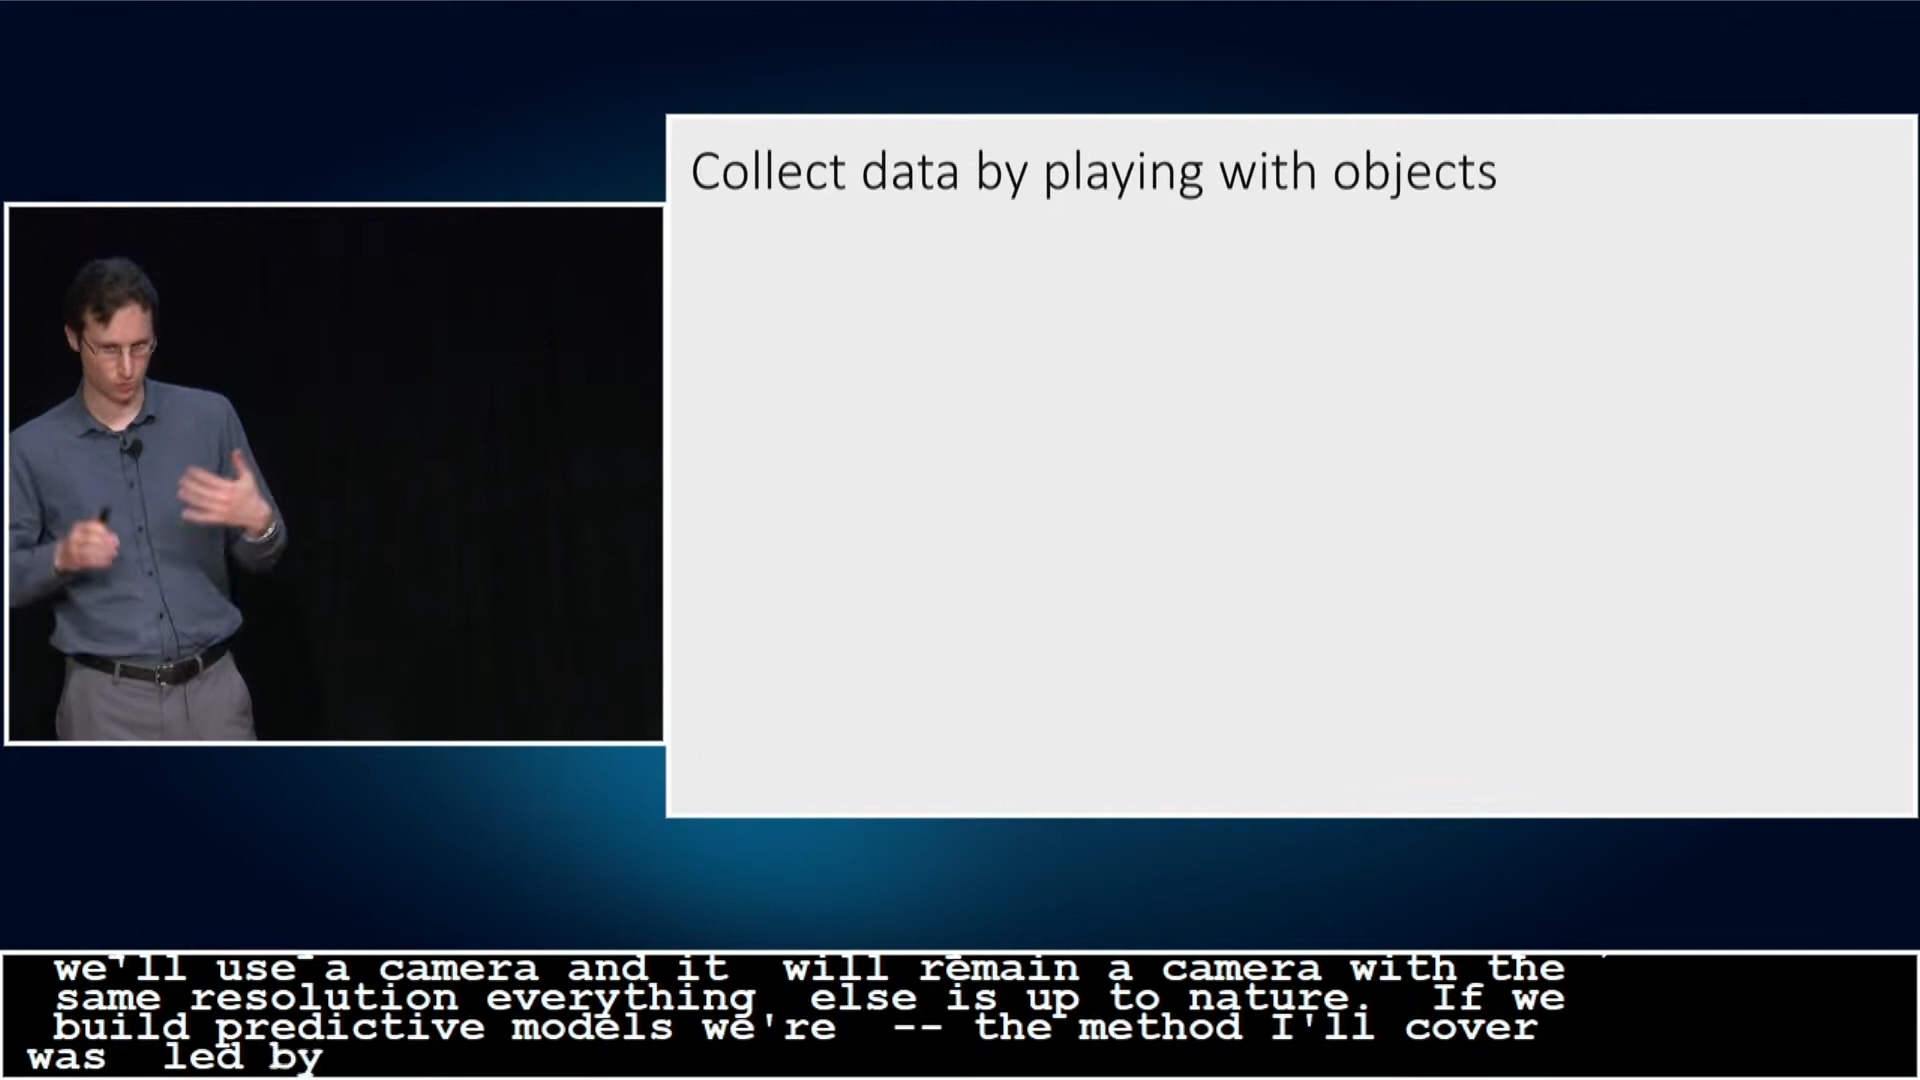 Collect data by playing with objects
we'll use a camera and it will remain a camera with the
same resolution everything else is up to nature. If we
build predictive models we're -- the method I'll cover
was led by